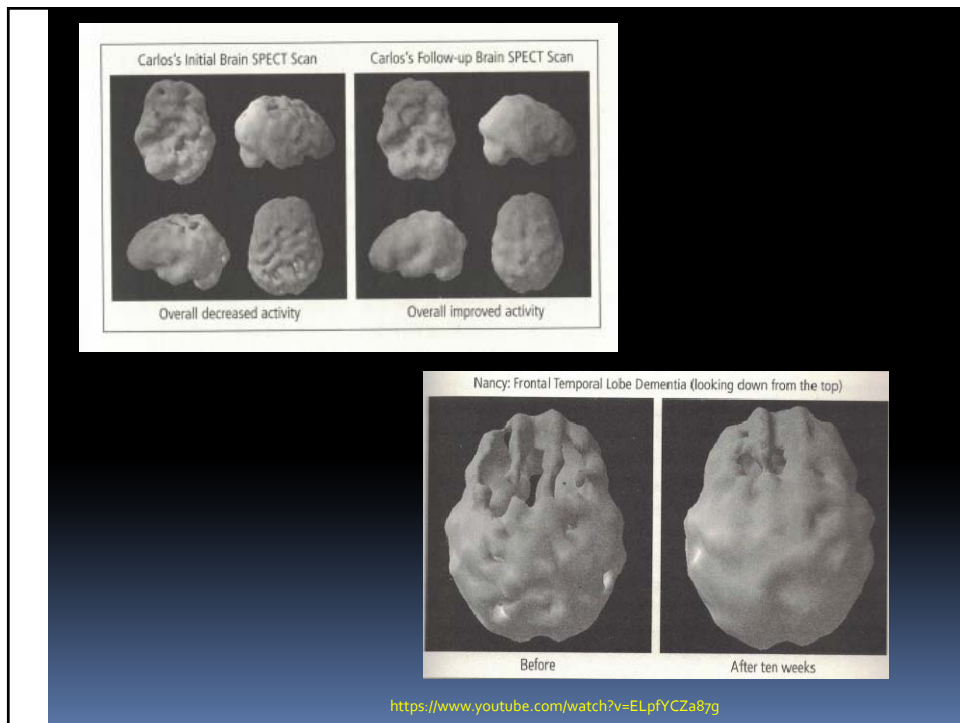 Carlos's Initial Brain SPECT Scan
Carlos's Follow-up Brain SPECT Scan
Overall decreased activity
Overall improved activity
Nancy: Frontal Temporal Lobe Dementia (looking down from the top)
Before
After ten weeks
https://www.youtube.com/watch?v=ELpfYCZa87g